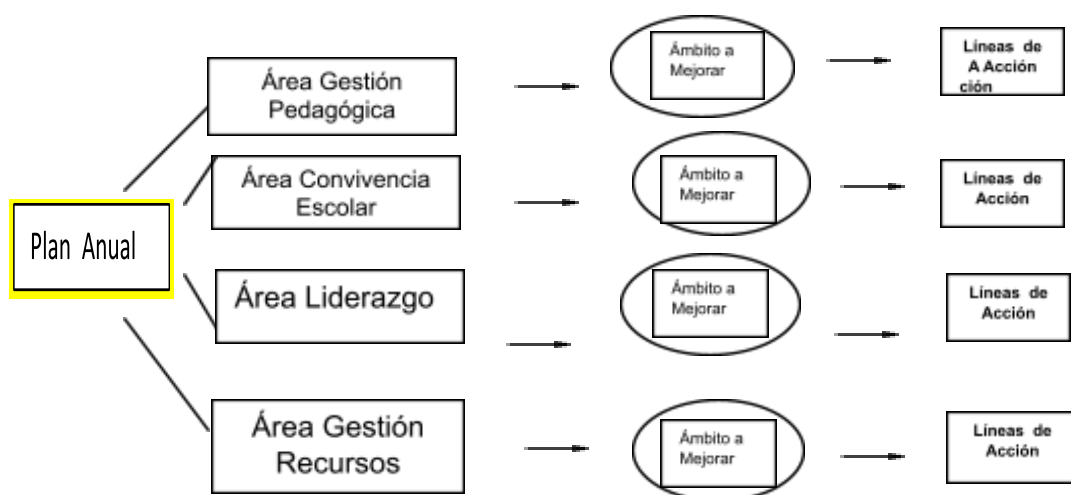 Plan Anual
Área Gestión
Pedagógica
Ámbito a
Mejorar
Líneas de
A Acción
ción
Área Convivencia
Escolar
Ámbito a
Mejorar
Líneas de
Acción
Área Liderazgo
Ámbito a
Mejorar
Líneas de
Acción
Área Gestión
Recursos
Ámbito a
Mejorar
Líneas de
Acción